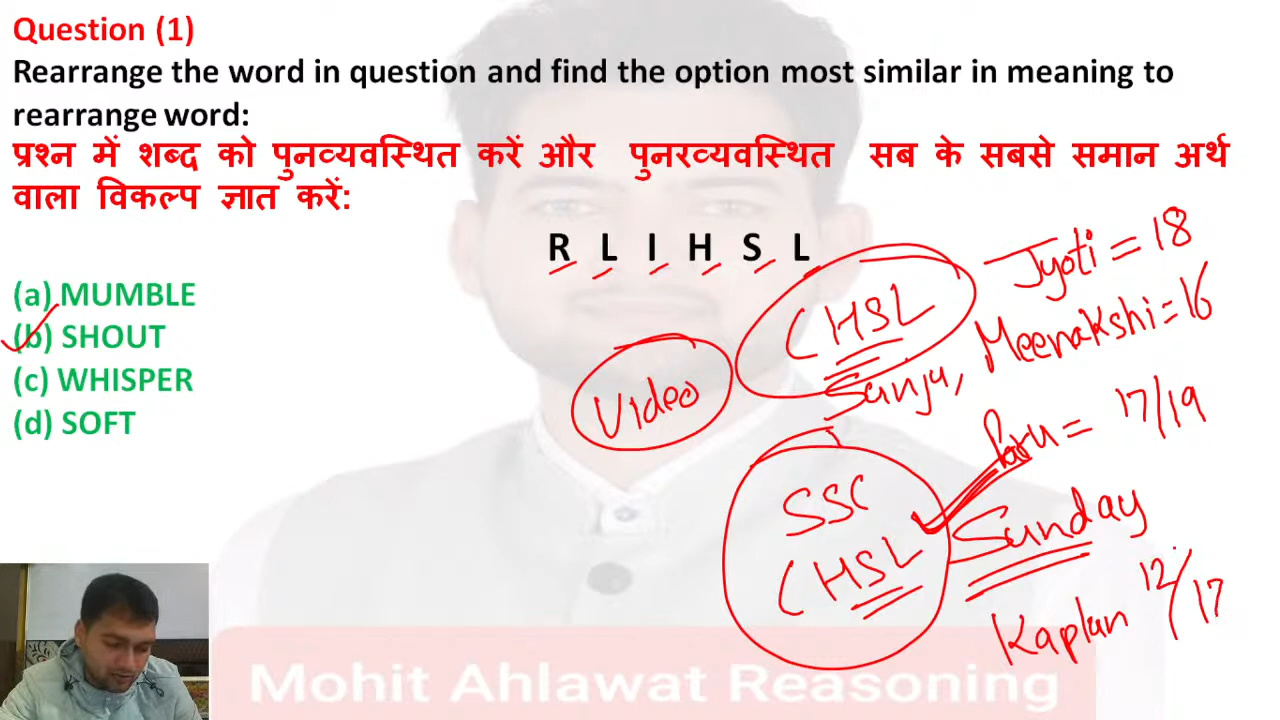 Question (1)
Rearrange the word in question and find the option most similar in meaning to
rearrange word:
प्रश्न में शब्द को पुनव्यवस्थित करें और पुनरव्यवस्थित सब के सबसे समान अर्थ
वाला विकल्प ज्ञात करें:
R L I H S L
(a) MUMBLE
(b) SHOUT
(c) WHISPER
(d) SOFT
Jyoti = 18
CHSL
Sanju, Meenakshi = 16
Video
= 17/19
SSC
CHSL
Sunday
Kaplan 12/17
Mohit Ahlawat Reasoning